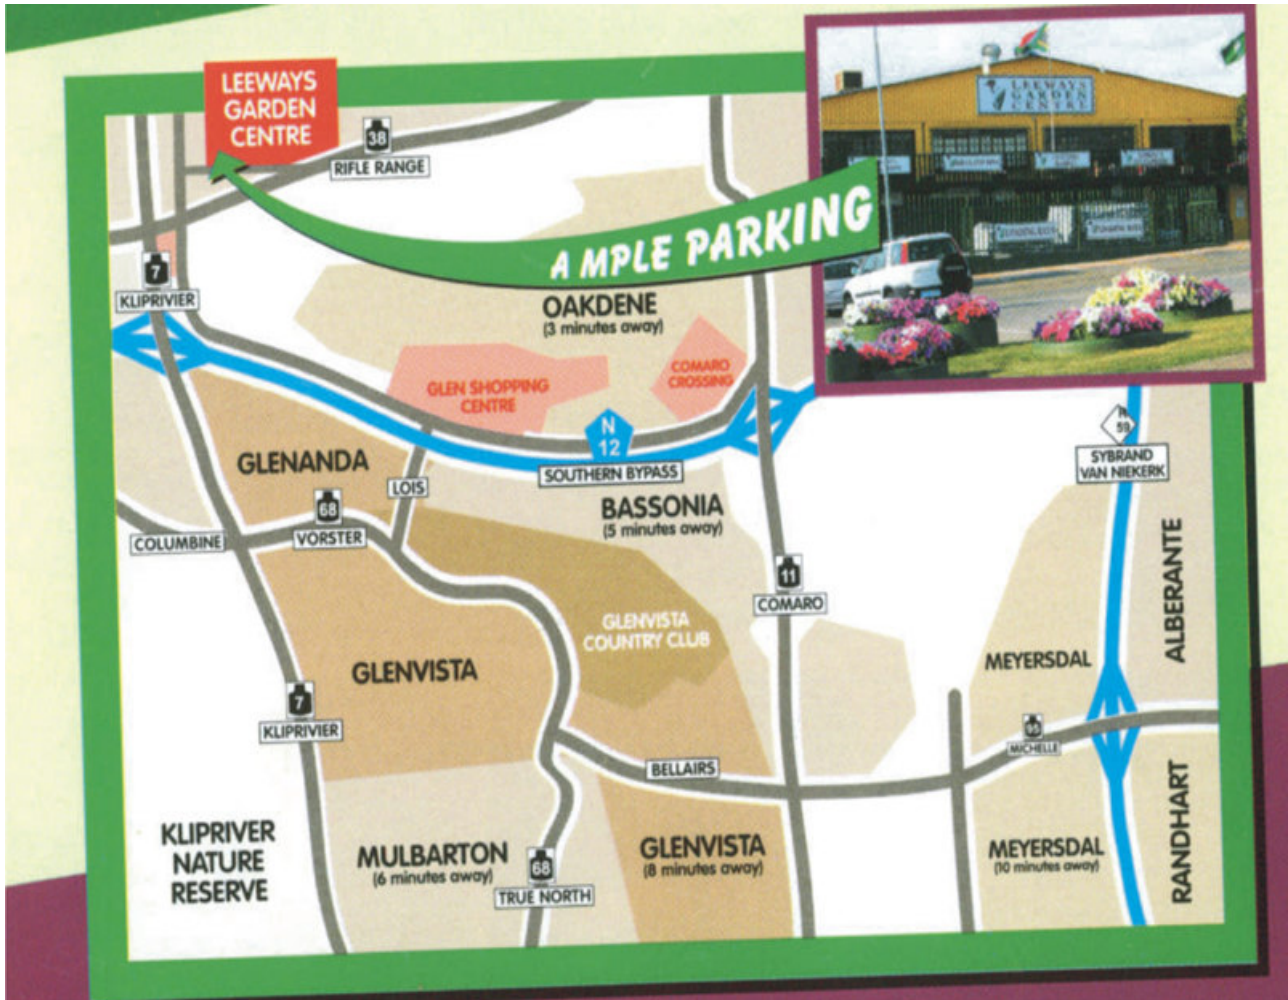 LEEWAYS
GARDEN
CENTRE
38
RIFLE RANGE
LEEWAYS
GARDEN
CENTRE
A MPLE PARKING
7
KLIPRIVIER
OAKDENE
(3 minutes away)
GLEN SHOPPING
CENTRE
COMARO
CROSSING
N
12
SOUTHERN BYPASS
R
59
SYBRAND
VAN NIEKERK
GLENANDA
LOIS
68
VORSTER
COLUMBINE
BASSONIA
(5 minutes away)
11
COMARO
ALBERANTE
GLENVISTA
COUNTRY CLUB
GLENVISTA
MEYERSDAL
7
KLIPRIVIER
MICHELLE
BELLAIRS
KLIPRIVER
NATURE
RESERVE
MULBARTON
(6 minutes away)
68
TRUE NORTH
GLENVISTA
(8 minutes away)
MEYERSDAL
(10 minutes away)
RANDHART